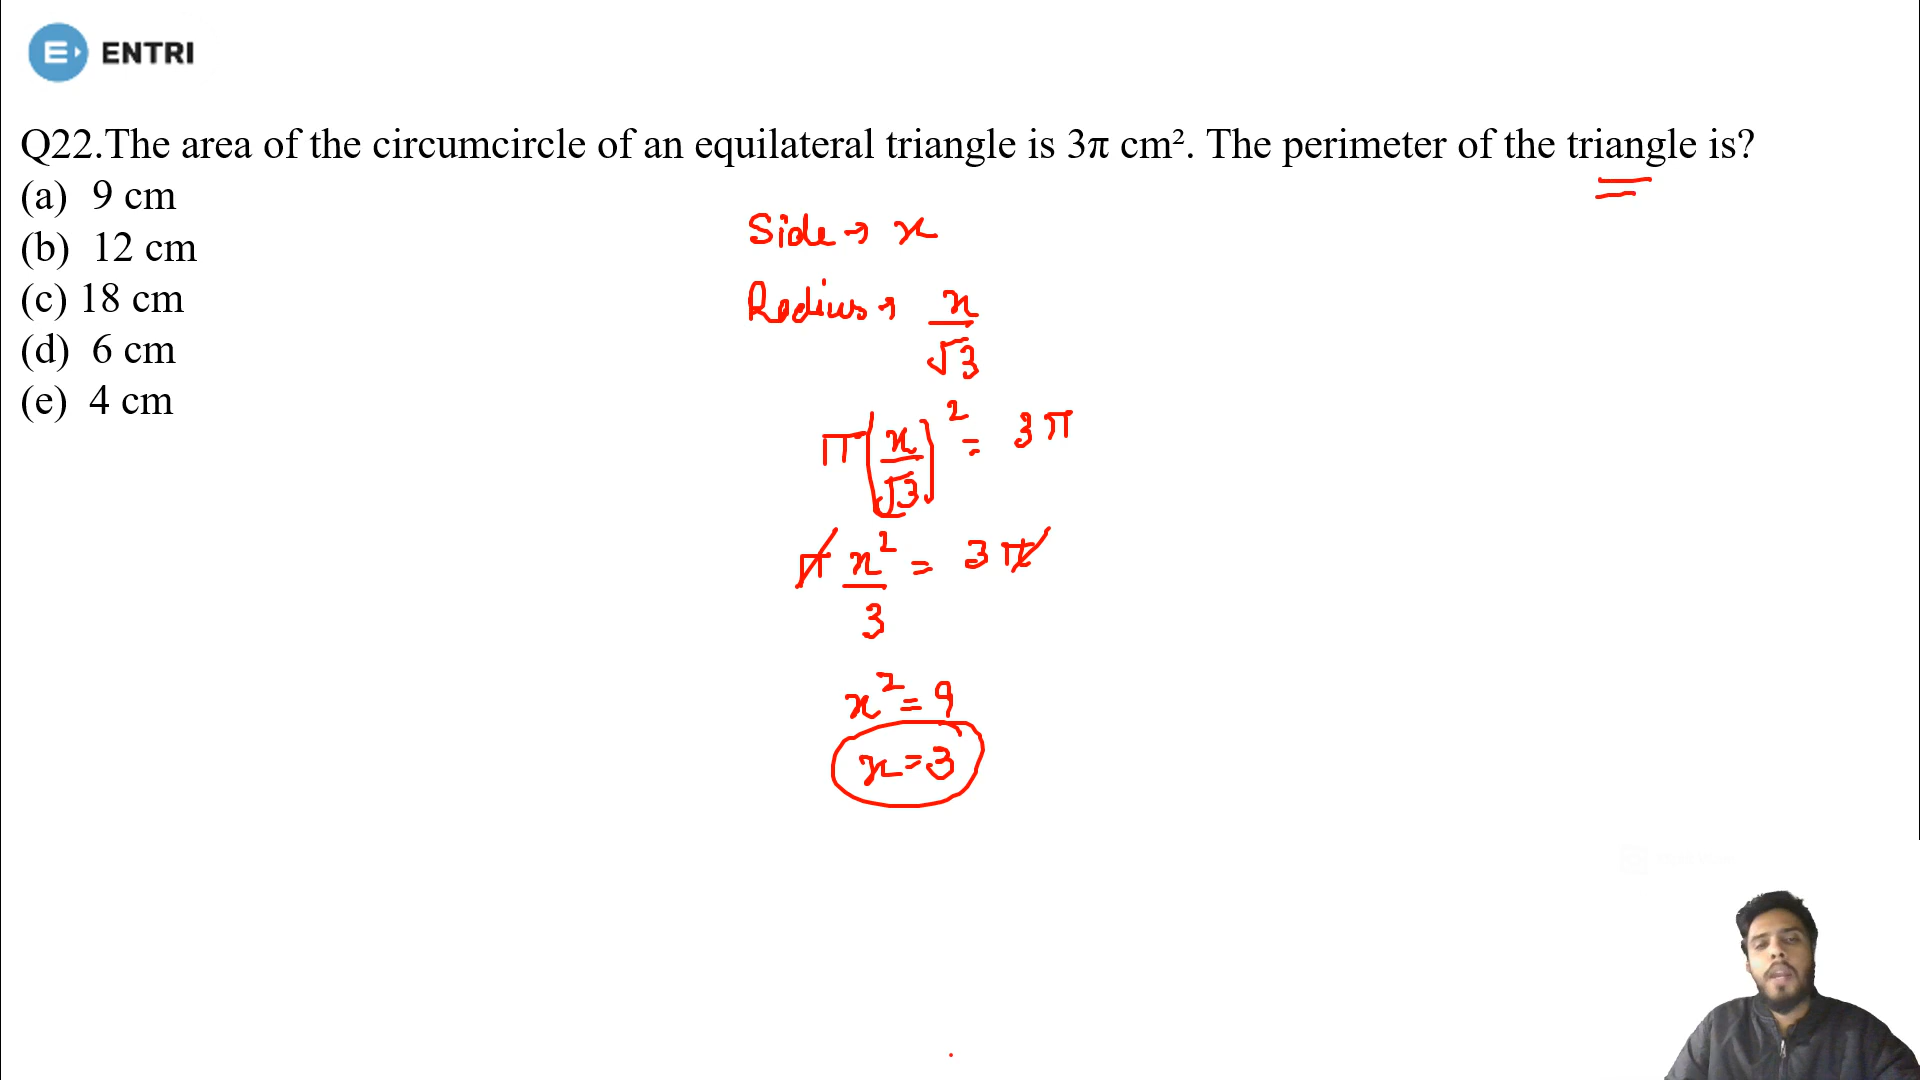 E ENTRI
Q22.The area of the circumcircle of an equilateral triangle is 3π cm². The perimeter of the triangle is?
(a) 9 cm
(b) 12 cm
(c) 18 cm
(d) 6 cm
(e) 4 cm
Side → x
Radius → x/√3
π(x/√3)² = 3π
π x²/3 = 3π
x² = 9
x = 3